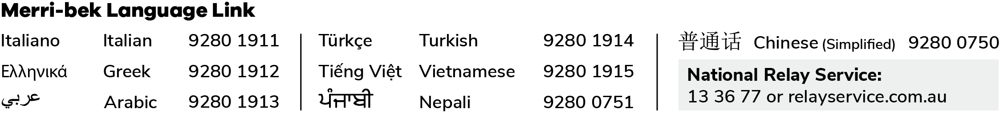 Merri-bek Language Link
Italiano Italian 9280 1911
Ελληνικά Greek 9280 1912
عربي Arabic 9280 1913
Türkçe Turkish 9280 1914
Tiếng Việt Vietnamese 9280 1915
ਪੰਜਾਬੀ Nepali 9280 0751
普通话 Chinese (Simplified) 9280 0750
National Relay Service:
13 36 77 or relayservice.com.au